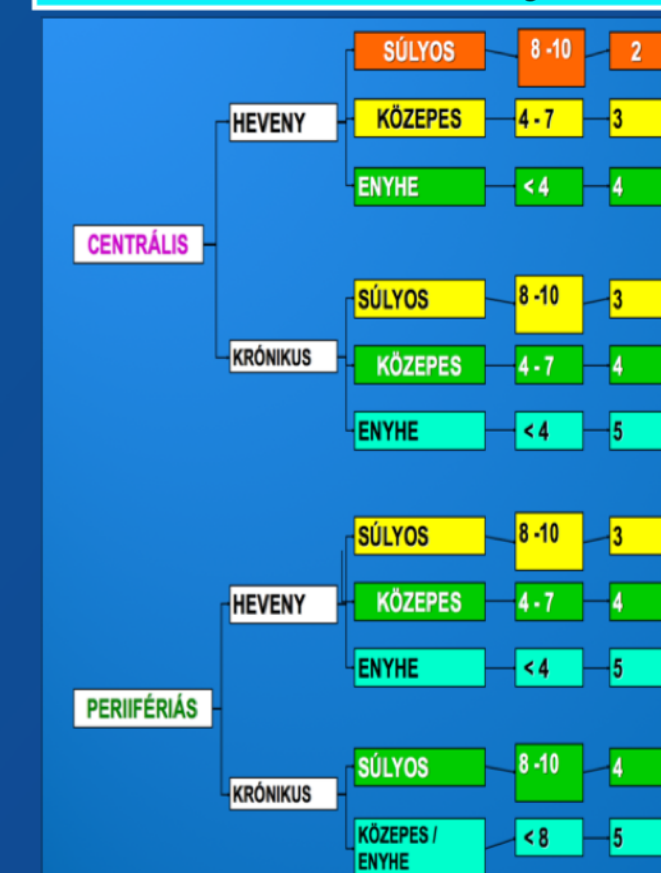 SÚLYOS 8 -10 2
HEVENY KÖZEPES 4 - 7 3
ENYHE < 4 4
CENTRÁLIS
SÚLYOS 8 -10 3
KRÓNIKUS KÖZEPES 4 - 7 4
ENYHE < 4 5
SÚLYOS 8 -10 3
HEVENY KÖZEPES 4 - 7 4
ENYHE < 4 5
PERIIFÉRIÁS
SÚLYOS 8 -10 4
KRÓNIKUS
KÖZEPES / < 8 5
ENYHE